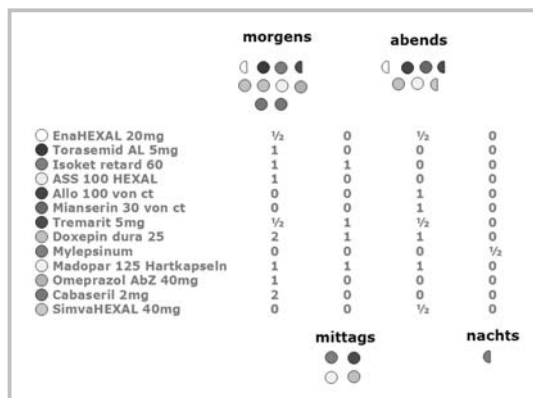 morgens abends
EnaHEXAL 20mg ½ 0 ½ 0
Torasemid AL 5mg 1 0 0 0
Isoket retard 60 1 1 0 0
ASS 100 HEXAL 1 0 0 0
Allo 100 von ct 0 0 1 0
Mianserin 30 von ct 0 0 1 0
Tremarit 5mg ½ 1 ½ 0
Doxepin dura 25 2 1 1 0
Mylepsinum 0 0 0 ½
Madopar 125 Hartkapseln 1 1 1 0
Omeprazol AbZ 40mg 1 0 0 0
Cabaseril 2mg 2 0 0 0
SimvaHEXAL 40mg 0 0 ½ 0
mittags nachts